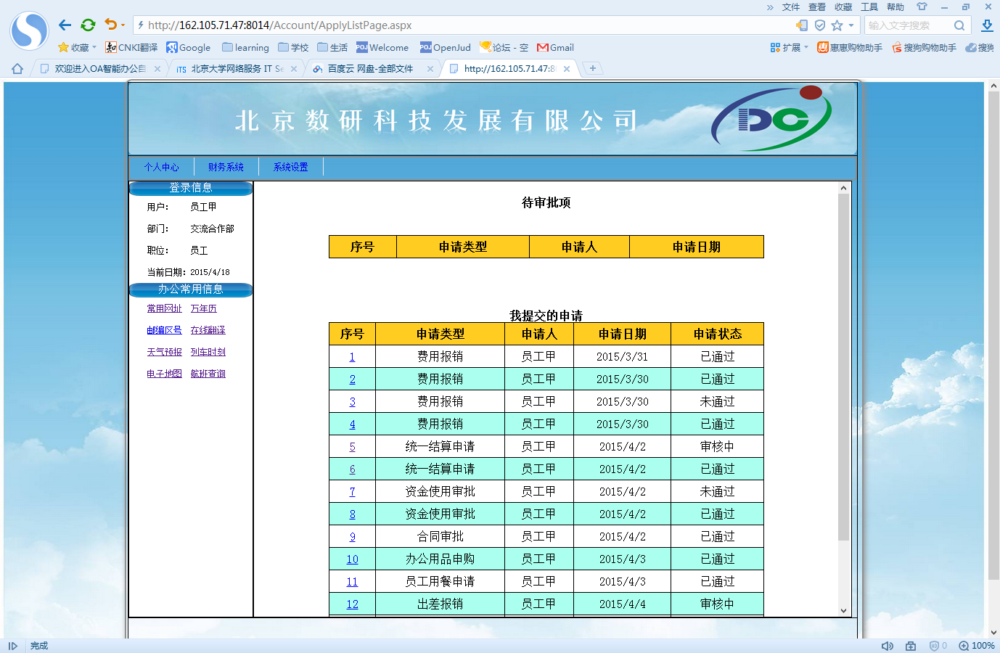 » 文件 查看 收藏 工具 帮助
http://162.105.71.47:8014/Account/ApplyListPage.aspx 输入文字搜索
收藏 CNKI翻译 Google learning 学校 生活 Welcome OpenJud 论坛 - 空 Gmail 扩展 惠惠购物助手 搜狗购物助手 搜狗
欢迎进入OA智能办公自 北京大学网络服务 IT Se 百度云 网盘-全部文件 http://162.105.71.47:8
北京数研科技发展有限公司 DC
个人中心 财务系统 系统设置
登录信息
用户: 员工甲
部门: 交流合作部
职位: 员工
当前日期: 2015/4/18
办公常用信息
常用网址 万年历
邮编区号 在线翻译
天气预报 列车时刻
电子地图 航班查询
待审批项
序号 申请类型 申请人 申请日期
我提交的申请
序号 申请类型 申请人 申请日期 申请状态
1 费用报销 员工甲 2015/3/31 已通过
2 费用报销 员工甲 2015/3/30 已通过
3 费用报销 员工甲 2015/3/30 未通过
4 费用报销 员工甲 2015/3/30 已通过
5 统一结算申请 员工甲 2015/4/2 审核中
6 统一结算申请 员工甲 2015/4/2 已通过
7 资金使用审批 员工甲 2015/4/2 未通过
8 资金使用审批 员工甲 2015/4/2 已通过
9 合同审批 员工甲 2015/4/2 已通过
10 办公用品申购 员工甲 2015/4/3 已通过
11 员工用餐申请 员工甲 2015/4/3 已通过
12 出差报销 员工甲 2015/4/4 审核中
完成 0 100%